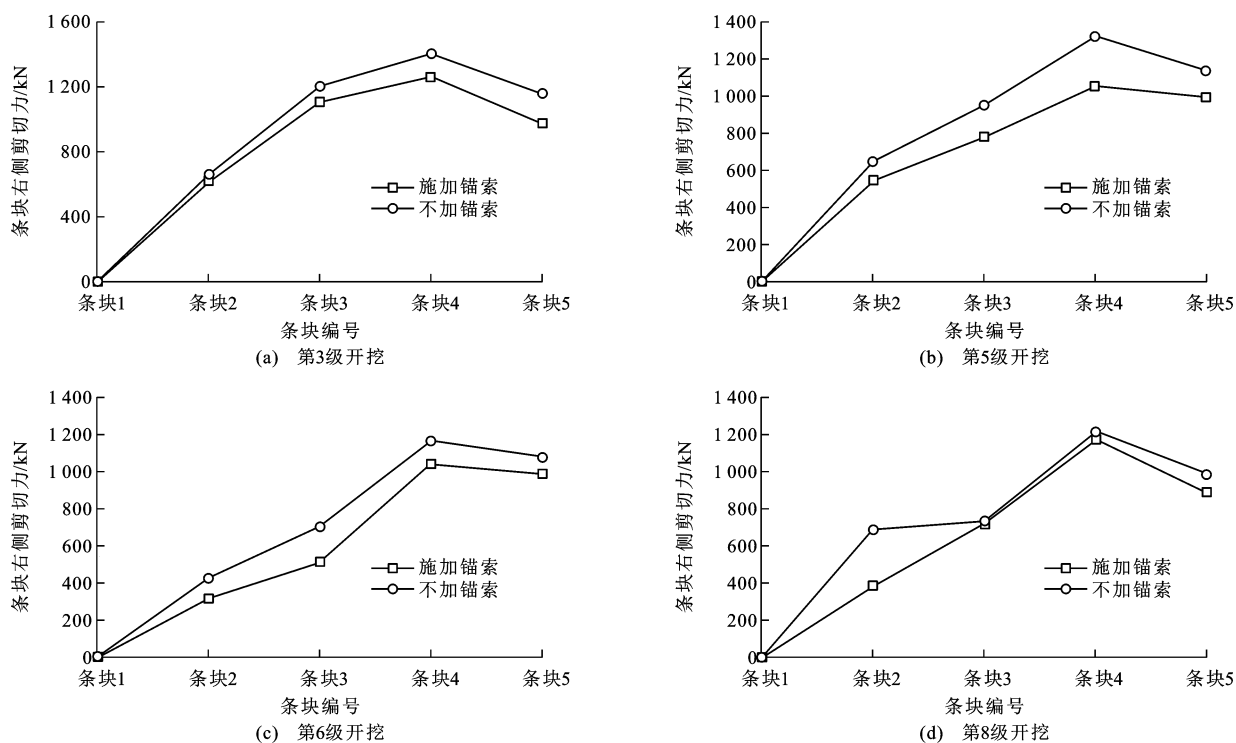 条块右侧剪切力/kN
1 600
1200
800
400
0
施加锚索
不加锚索
条块1 条块2 条块3 条块4 条块5
条块编号
(a) 第3级开挖
条块右侧剪切力/kN
1 400
1 200
1 000
800
600
400
200
0
施加锚索
不加锚索
条块1 条块2 条块3 条块4 条块5
条块编号
(b) 第5级开挖
条块右侧剪切力/kN
1 400
1 200
1 000
800
600
400
200
0
施加锚索
不加锚索
条块1 条块2 条块3 条块4 条块5
条块编号
(c) 第6级开挖
条块右侧剪切力/kN
1 400
1 200
1 000
800
600
400
200
0
施加锚索
不加锚索
条块1 条块2 条块3 条块4 条块5
条块编号
(d) 第8级开挖